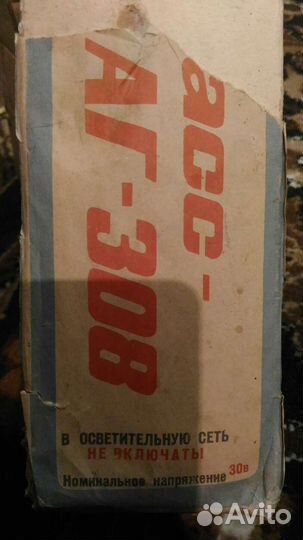 асс-
АГ-308
В ОСВЕТИТЕЛЬНУЮ СЕТЬ
НЕ ВКЛЮЧАТЬ!
Номинальное напряжение 30в
Avito